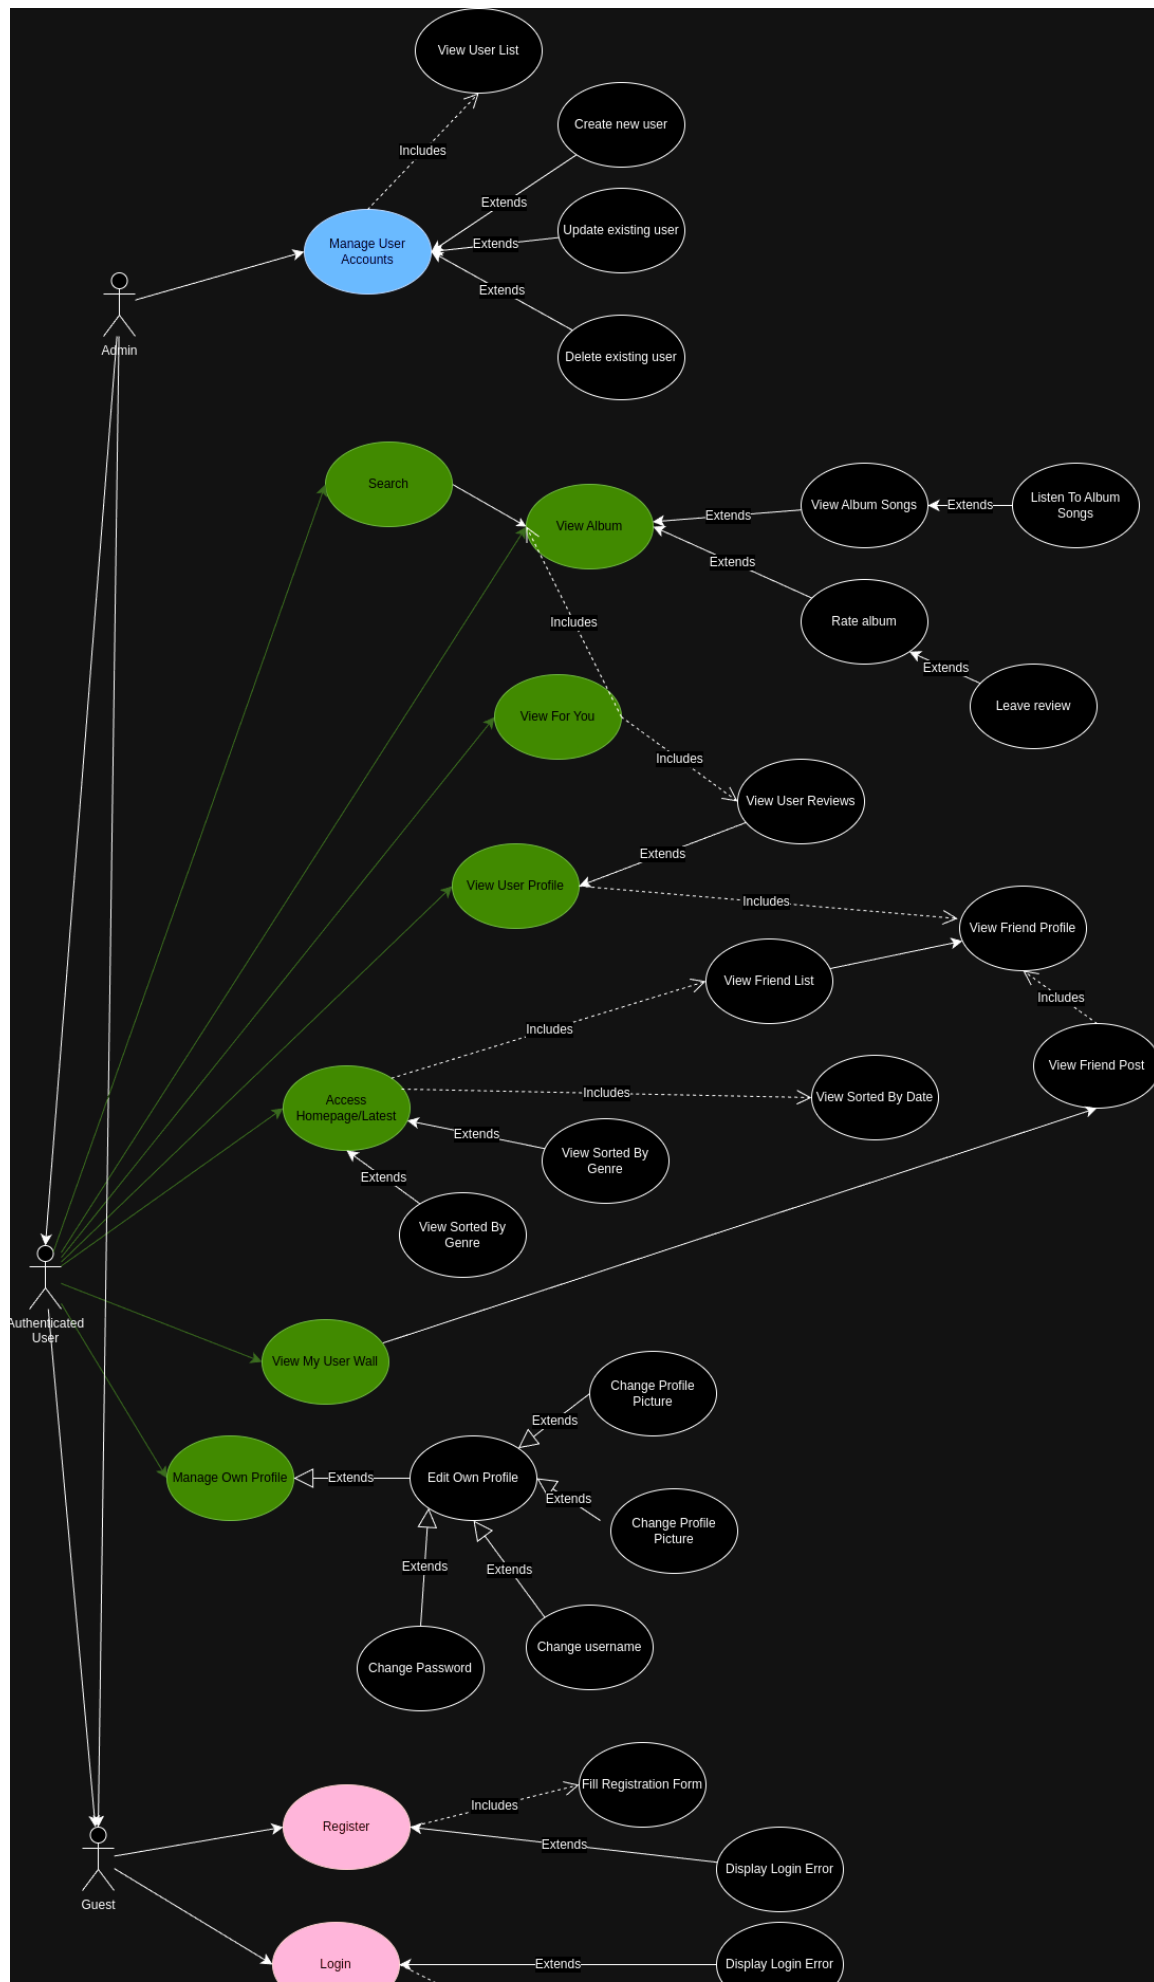 View User List
Create new user
Includes
Extends
Update existing user
Manage User
Accounts
Extends
Extends
Admin
Delete existing user
Search
View Album
Extends
View Album Songs
Extends
Listen To Album
Songs
Extends
Includes
Rate album
Extends
Leave review
View For You
Includes
View User Reviews
Extends
View User Profile
Includes
View Friend Profile
View Friend List
Includes
Includes
View Friend Post
Access
Homepage/Latest
Includes
View Sorted By Date
Extends
View Sorted By
Genre
Extends
View Sorted By
Genre
Authenticated
User
View My User Wall
Change Profile
Picture
Extends
Manage Own Profile
Extends
Edit Own Profile
Extends
Change Profile
Picture
Extends
Extends
Change username
Change Password
Fill Registration Form
Includes
Register
Extends
Display Login Error
Guest
Login
Extends
Display Login Error